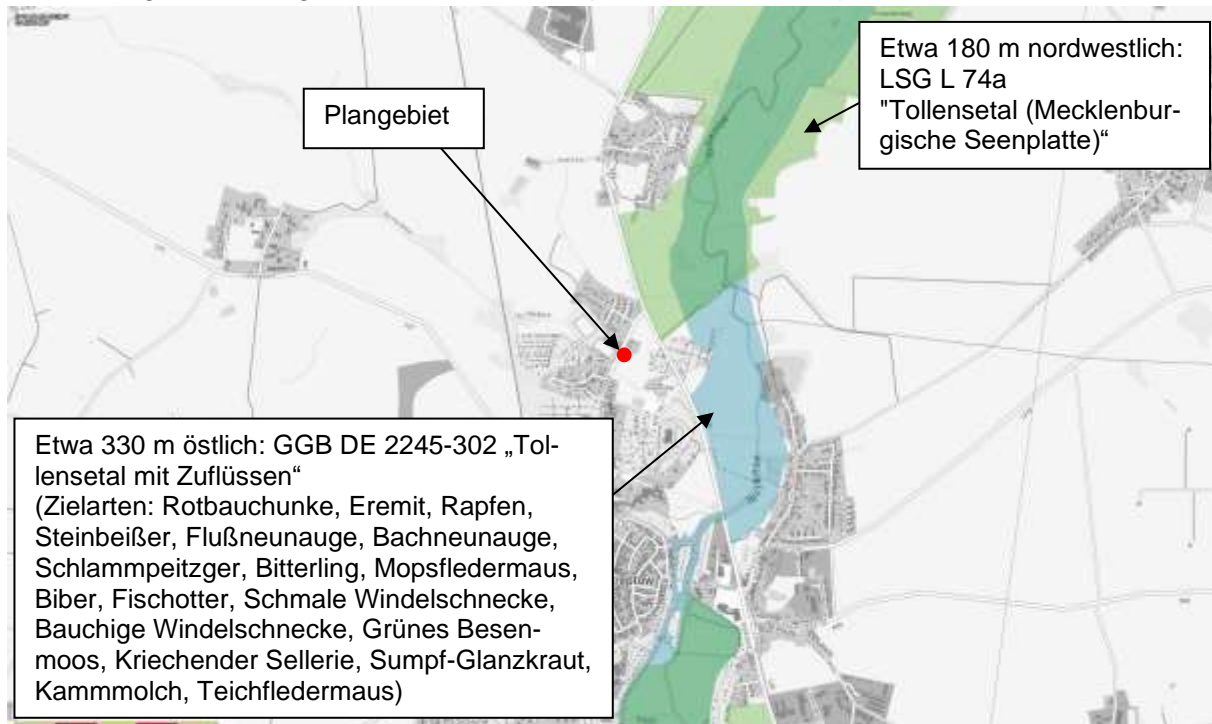 Etwa 180 m nordwestlich:
LSG L 74a
"Tollensetal (Mecklenbur-
gische Seenplatte)“
Plangebiet
Etwa 330 m östlich: GGB DE 2245-302 „Tol-
lensetal mit Zuflüssen“
(Zielarten: Rotbauchunke, Eremit, Rapfen,
Steinbeißer, Flußneunauge, Bachneunauge,
Schlammpeitzger, Bitterling, Mopsfledermaus,
Biber, Fischotter, Schmale Windelschnecke,
Bauchige Windelschnecke, Grünes Besen-
moos, Kriechender Sellerie, Sumpf-Glanzkraut,
Kammmolch, Teichfledermaus)